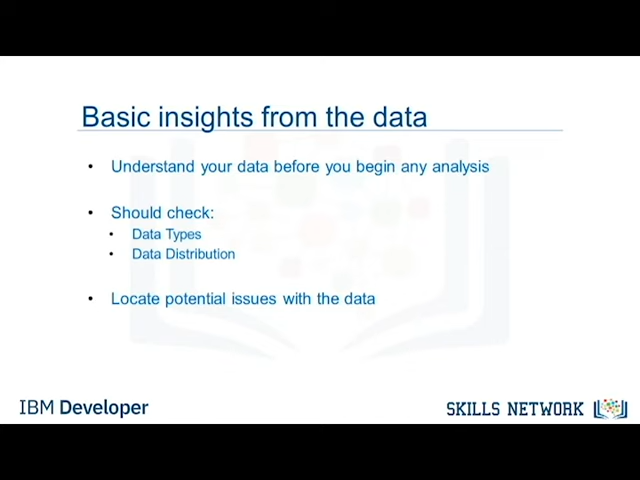 Basic insights from the data
• Understand your data before you begin any analysis
• Should check:
• Data Types
• Data Distribution
• Locate potential issues with the data
IBM Developer
SKILLS NETWORK